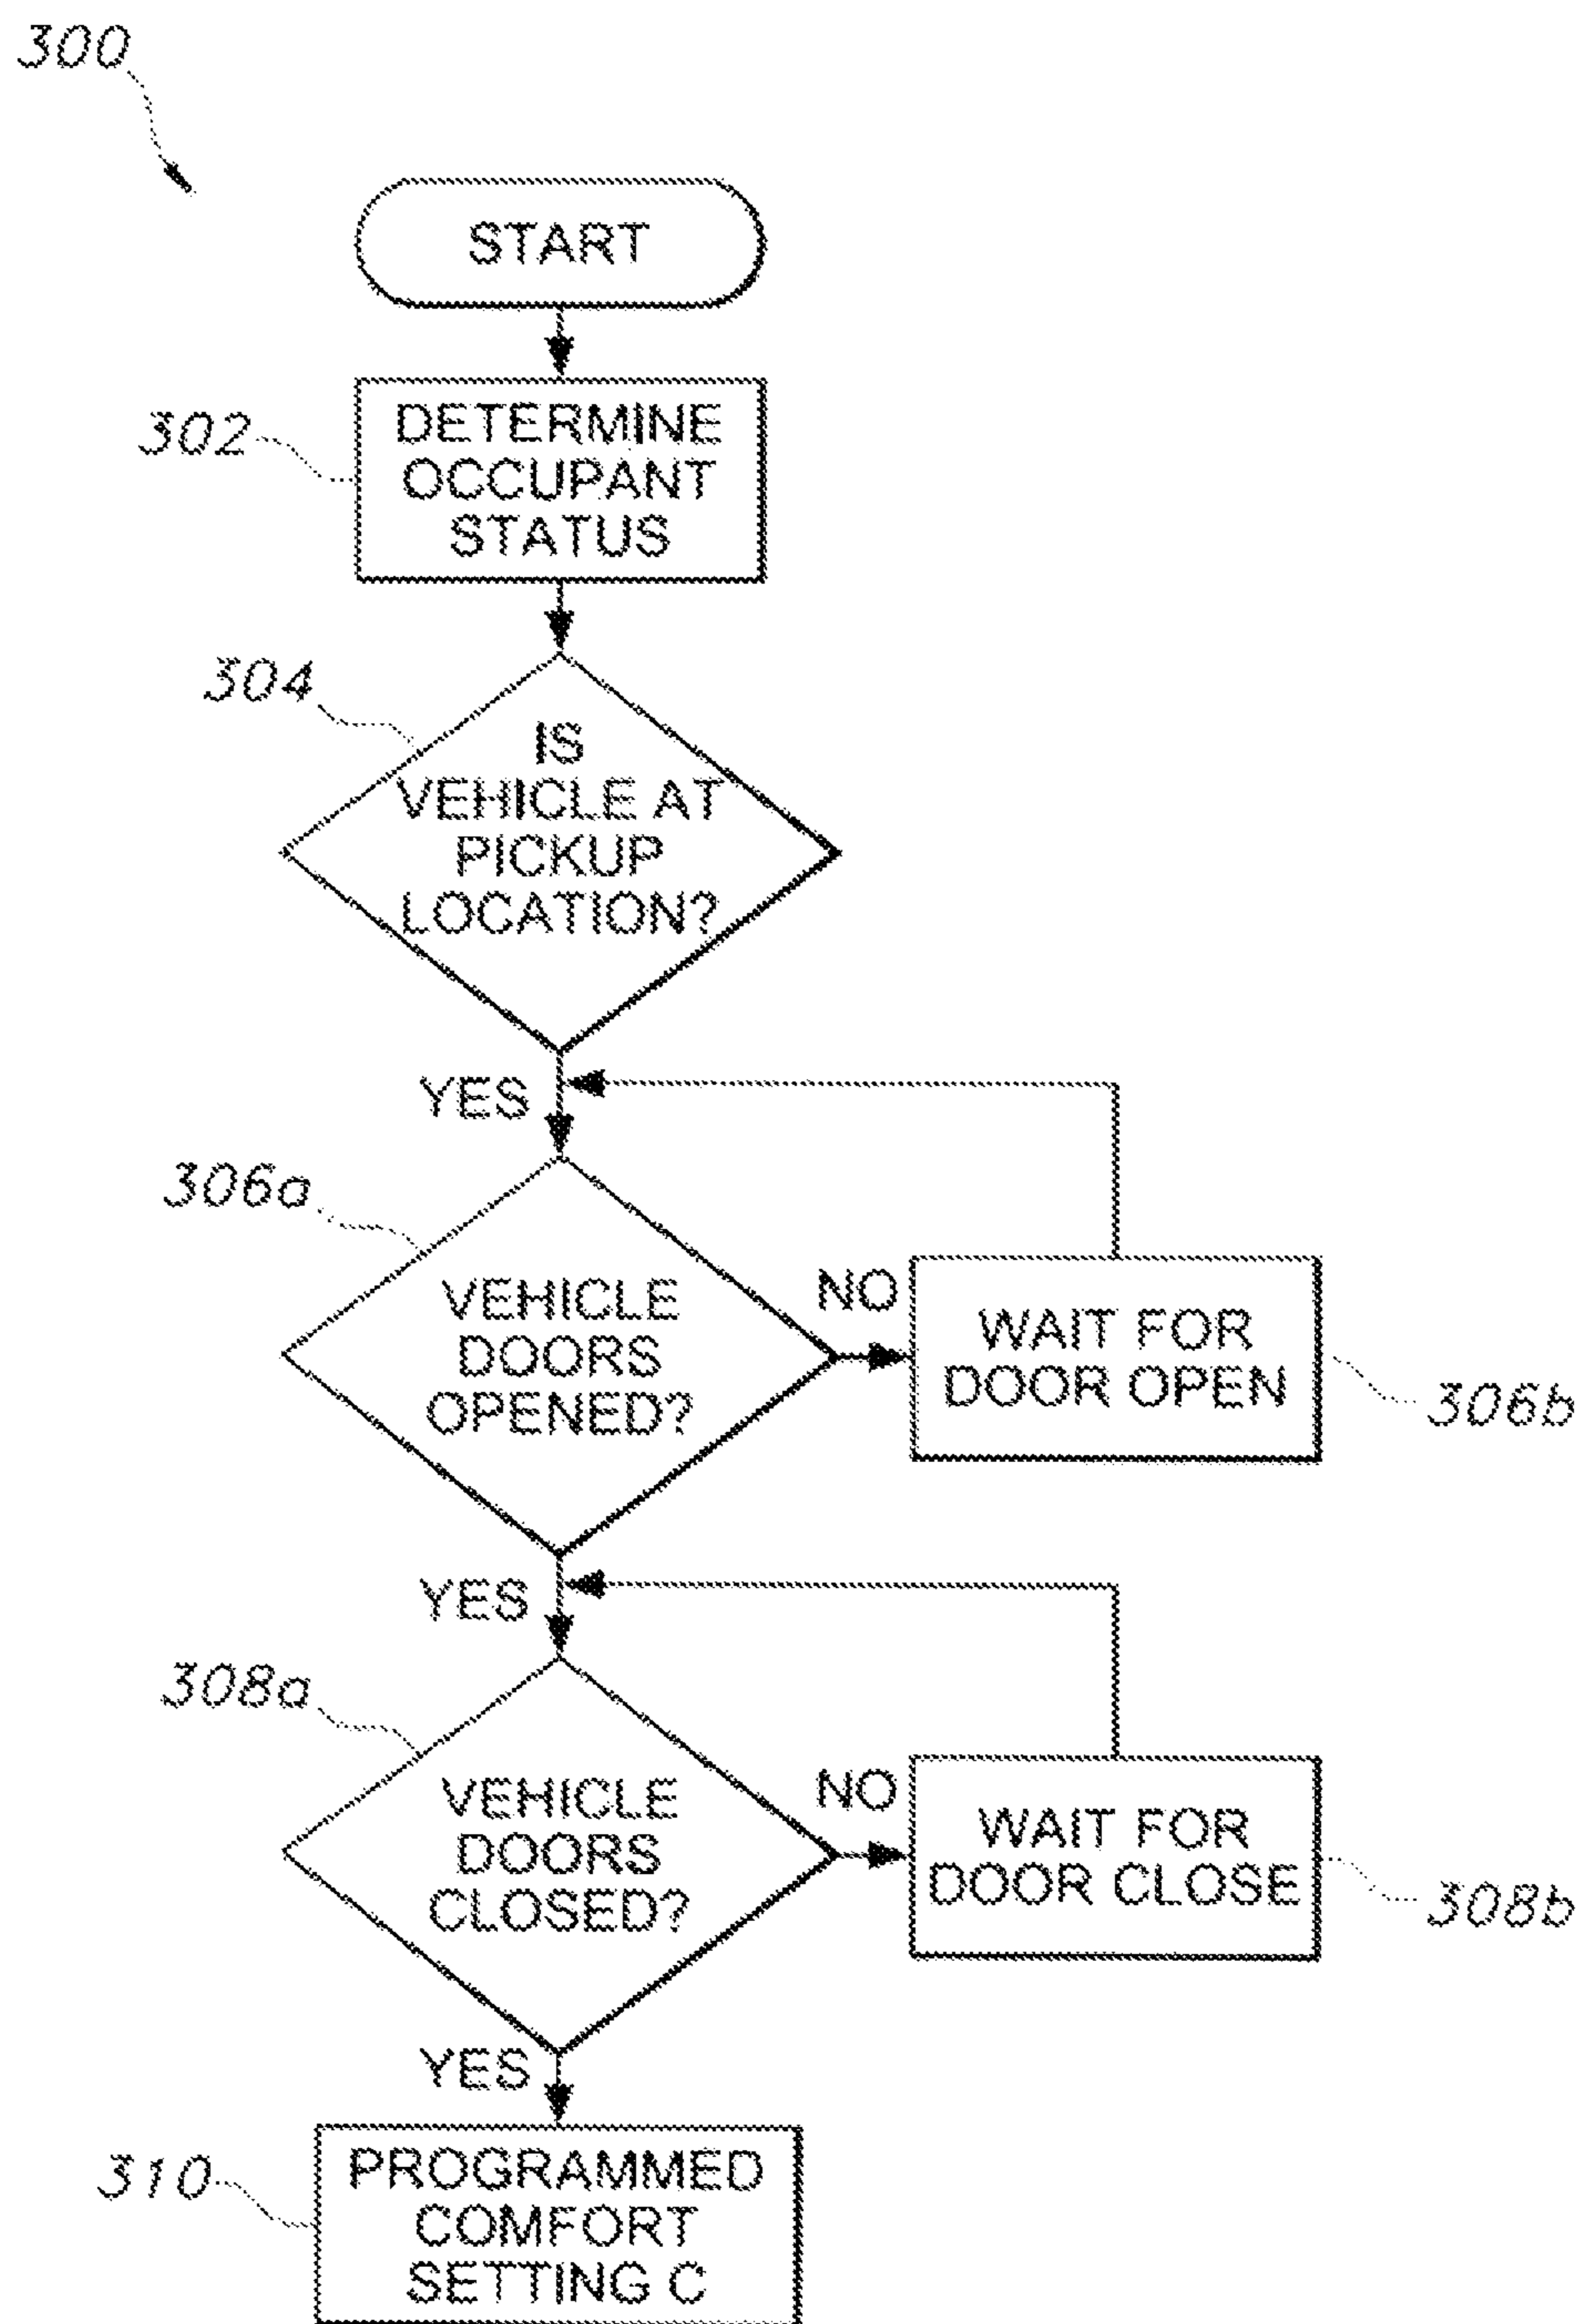 300
START
302
DETERMINE
OCCUPANT
STATUS
304
IS
VEHICLE AT
PICKUP
LOCATION?
YES
306a
VEHICLE
DOORS
OPENED?
NO
WAIT FOR
DOOR OPEN
306b
YES
308a
VEHICLE
DOORS
CLOSED?
NO
WAIT FOR
DOOR CLOSE
308b
YES
310
PROGRAMMED
COMFORT
SETTING C